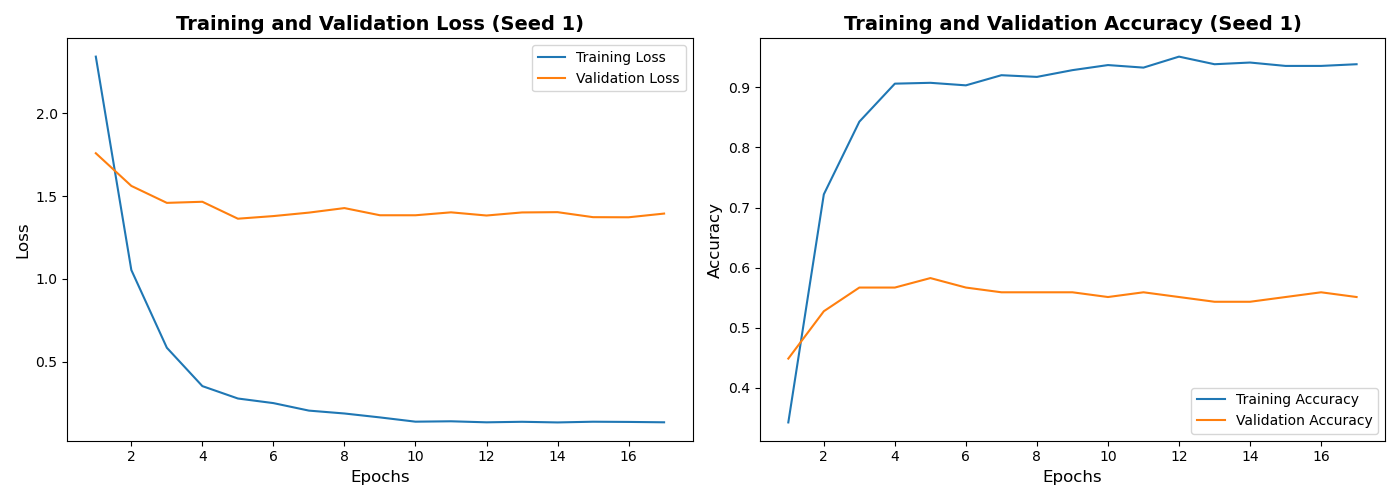 Training and Validation Loss (Seed 1)
Training Loss
Validation Loss
2.0
1.5
1.0
0.5
Loss
2 4 6 8 10 12 14 16
Epochs
Training and Validation Accuracy (Seed 1)
0.9
0.8
0.7
0.6
0.5
0.4
Accuracy
Training Accuracy
Validation Accuracy
2 4 6 8 10 12 14 16
Epochs